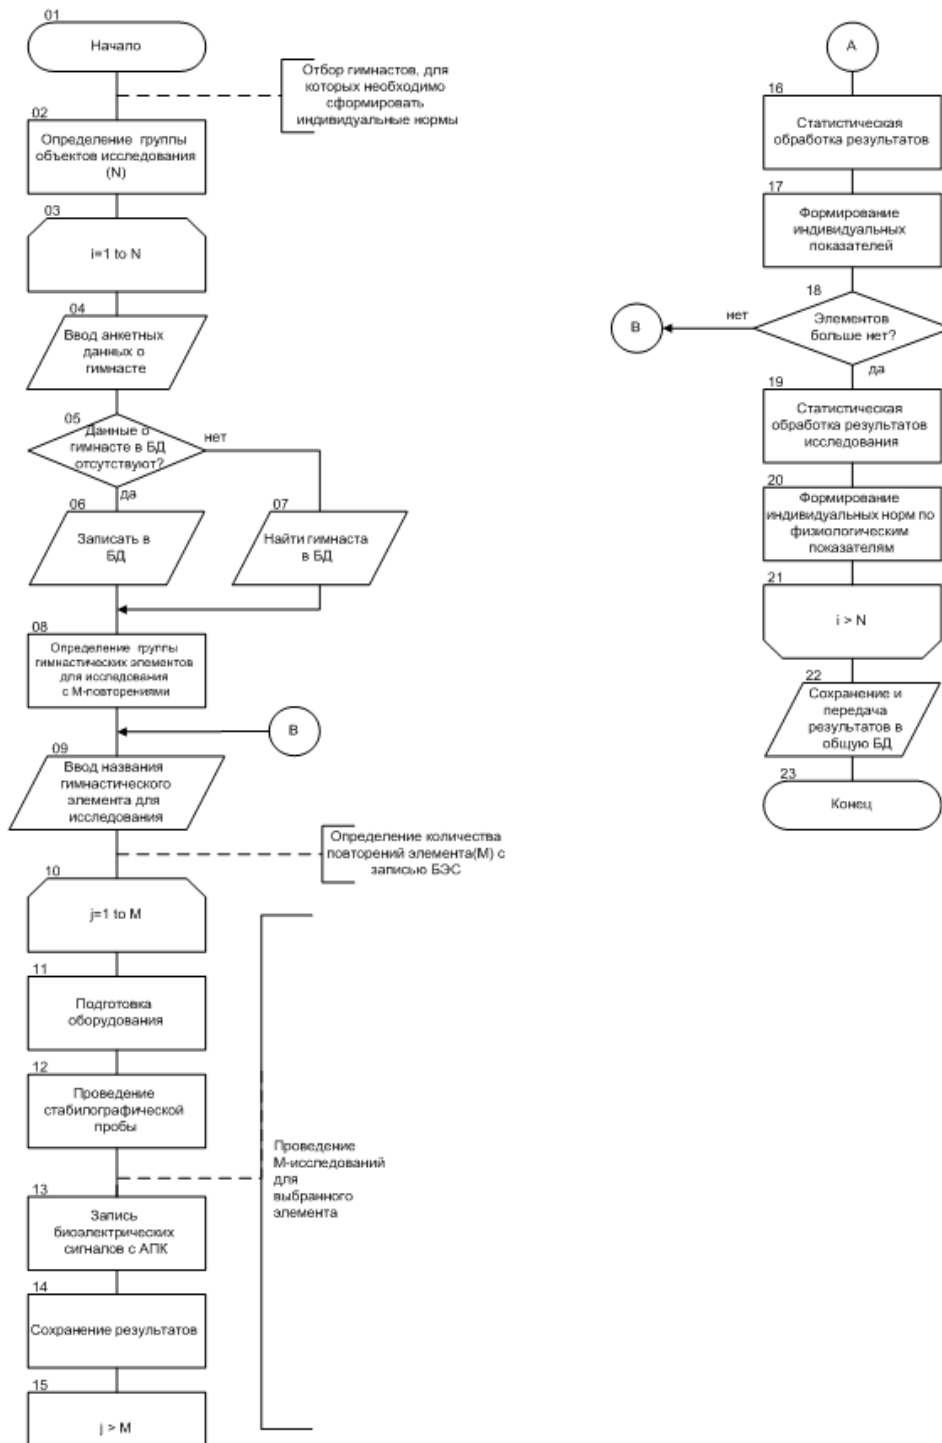 01
Начало
Отбор гимнастов, для
которых необходимо
сформировать
индивидуальные нормы
02
Определение группы
объектов исследования
(N)
03
i=1 to N
04
Ввод анкетных
данных о
гимнасте
05
Данные о
гимнасте в БД
отсутствуют?
нет
да
06
Записать в
БД
07
Найти гимнаста
в БД
08
Определение группы
гимнастических элементов
для исследования
с М-повторениями
В
09
Ввод названия
гимнастического
элемента для
исследования
Определение количества
повторений элемента(М) с
записью БЭС
10
j=1 to M
11
Подготовка
оборудования
12
Проведение
стабилографической
пробы
Проведение
М-исследований
для
выбранного
элемента
13
Запись
биоэлектрических
сигналов с АПК
14
Сохранение результатов
15
j > M
А
16
Статистическая
обработка результатов
17
Формирование
индивидуальных
показателей
18
Элементов
больше нет?
нет
В
да
19
Статистическая
обработка результатов
исследования
20
Формирование
индивидуальных норм по
физиологическим
показателям
21
i > N
22
Сохранение и
передача
результатов в
общую БД
23
Конец